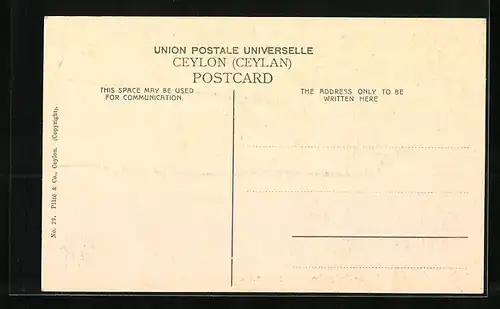 UNION POSTALE UNIVERSELLE
CEYLON (CEYLAN)
POSTCARD
THIS SPACE MAY BE USED
FOR COMMUNICATION.
THE ADDRESS ONLY TO BE
WRITTEN HERE
No. 79. Plâté & Co., Ceylon. (Copyright).